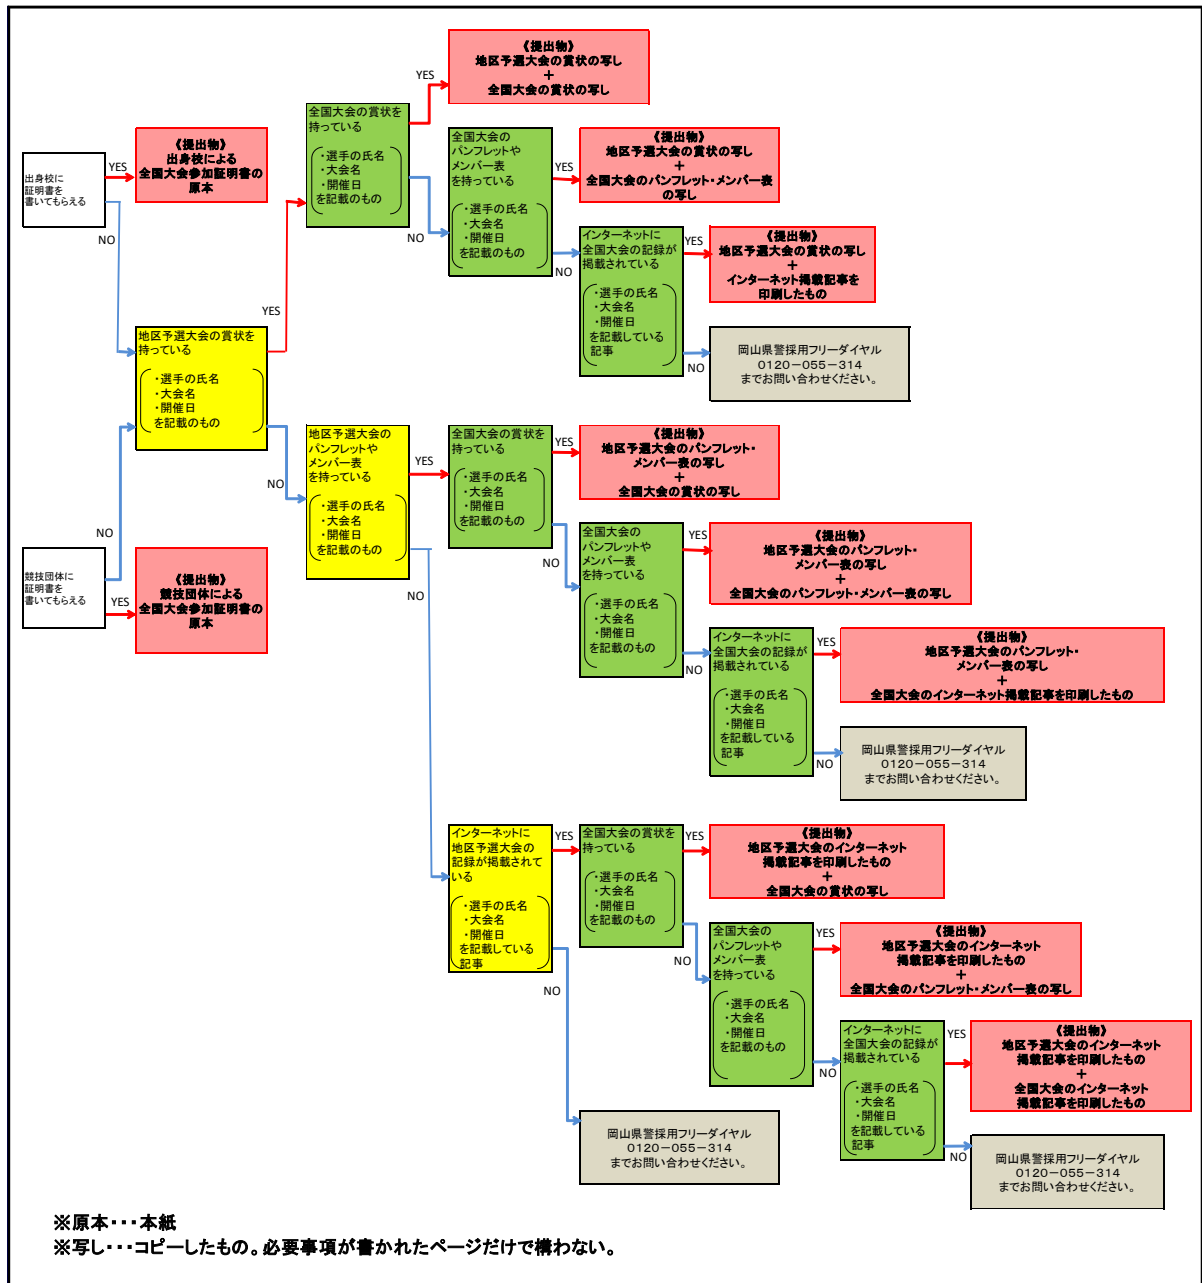 《提出物》
地区予選大会の賞状の写し
＋
全国大会の賞状の写し
YES
全国大会の賞状を
持っている
・選手の氏名
・大会名
・開催日
を記載のもの
NO
全国大会の
パンフレットや
メンバー表
を持っている
・選手の氏名
・大会名
・開催日
を記載のもの
YES
《提出物》
地区予選大会の賞状の写し
＋
全国大会のパンフレット・メンバー表
の写し
NO
出身校に
証明書を
書いてもらえる
YES
《提出物》
出身校による
全国大会参加証明書の
原本
NO
インターネットに
全国大会の記録が
掲載されている
・選手の氏名
・大会名
・開催日
を記載している
記事
YES
《提出物》
地区予選大会の賞状の写し
＋
インターネット掲載記事を
印刷したもの
NO
岡山県警採用フリーダイヤル
0120－055－314
までお問い合わせください。
地区予選大会の賞状を
持っている
・選手の氏名
・大会名
・開催日
を記載のもの
YES
NO
地区予選大会の
パンフレットや
メンバー表
を持っている
・選手の氏名
・大会名
・開催日
を記載のもの
YES
NO
全国大会の賞状を
持っている
・選手の氏名
・大会名
・開催日
を記載のもの
YES
《提出物》
地区予選大会のパンフレット・
メンバー表の写し
＋
全国大会の賞状の写し
NO
全国大会の
パンフレットや
メンバー表
を持っている
・選手の氏名
・大会名
・開催日
を記載のもの
YES
《提出物》
地区予選大会のパンフレット・
メンバー表の写し
＋
全国大会のパンフレット・メンバー表の写し
NO
NO
競技団体に
証明書を
書いてもらえる
YES
《提出物》
競技団体による
全国大会参加証明書の
原本
インターネットに
全国大会の記録が
掲載されている
・選手の氏名
・大会名
・開催日
を記載している
記事
YES
《提出物》
地区予選大会のパンフレット・
メンバー表の写し
＋
全国大会のインターネット掲載記事を印刷したもの
NO
岡山県警採用フリーダイヤル
0120－055－314
までお問い合わせください。
インターネットに
地区予選大会の
記録が掲載されて
いる
・選手の氏名
・大会名
・開催日
を記載している
記事
YES
NO
全国大会の賞状を
持っている
・選手の氏名
・大会名
・開催日
を記載のもの
YES
《提出物》
地区予選大会のインターネット
掲載記事を印刷したもの
＋
全国大会の賞状の写し
NO
全国大会の
パンフレットや
メンバー表
を持っている
・選手の氏名
・大会名
・開催日
を記載のもの
YES
《提出物》
地区予選大会のインターネット
掲載記事を印刷したもの
＋
全国大会のパンフレット・メンバー表の写し
NO
インターネットに
全国大会の記録が
掲載されている
・選手の氏名
・大会名
・開催日
を記載している
記事
YES
《提出物》
地区予選大会のインターネット
掲載記事を印刷したもの
＋
全国大会のインターネット
掲載記事を印刷したもの
NO
岡山県警採用フリーダイヤル
0120－055－314
までお問い合わせください。
岡山県警採用フリーダイヤル
0120－055－314
までお問い合わせください。
※原本・・・本紙
※写し・・・コピーしたもの。必要事項が書かれたページだけで構わない。